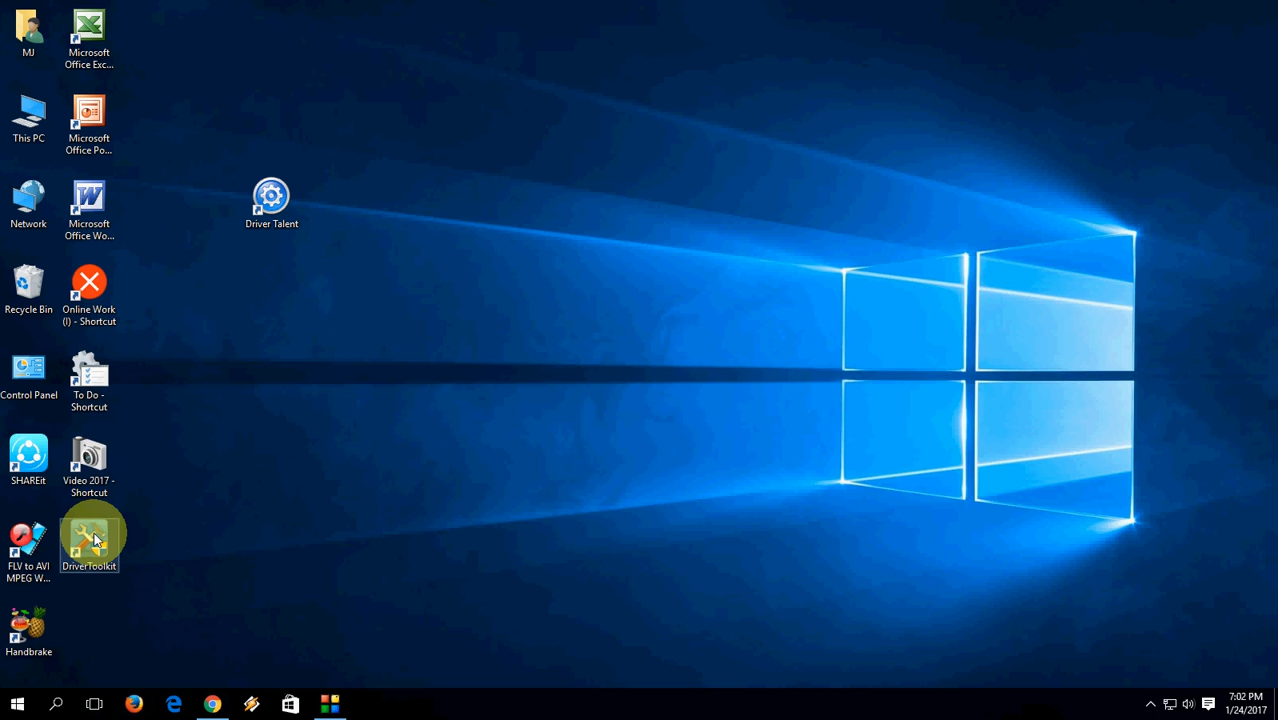 MJ
Microsoft
Office Exc...
This PC
Microsoft
Office Po...
Network
Microsoft
Office Wo...
Driver Talent
Recycle Bin
Online Work
(I) - Shortcut
Control Panel
To Do -
Shortcut
SHAREit
Video 2017 -
Shortcut
FLV to AVI
MPEG W...
DriverToolkit
Handbrake
7:02 PM
1/24/2017